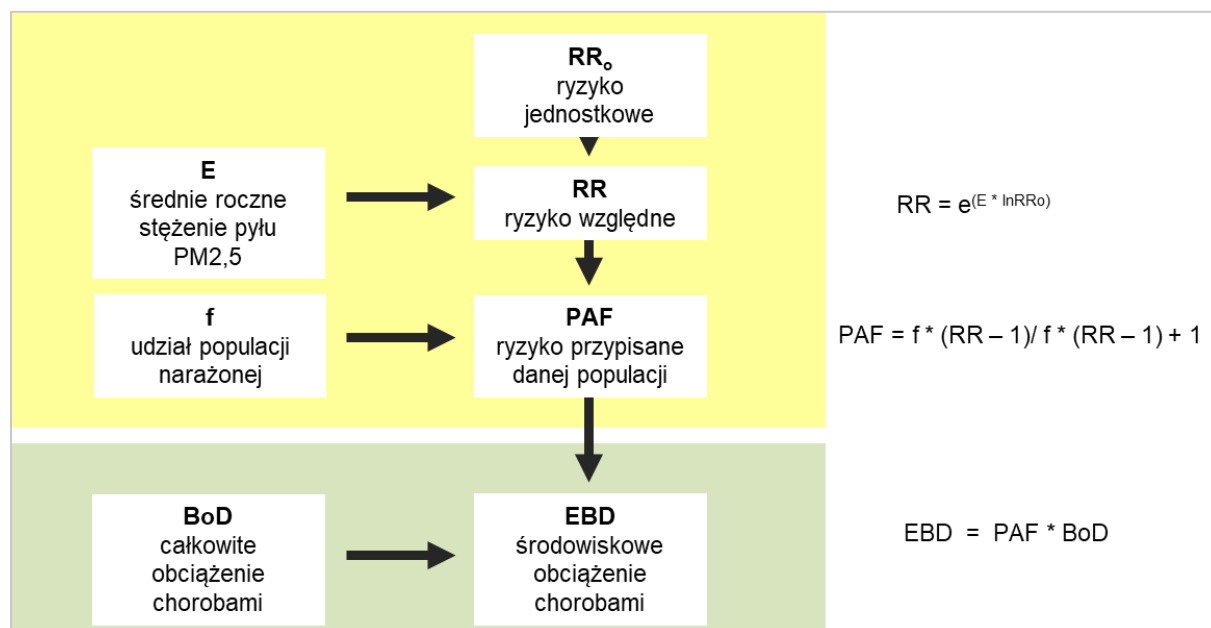 RRo
ryzyko
jednostkowe
E
średnie roczne
stężenie pyłu
PM2,5
RR
ryzyko względne
RR = e(E * lnRRo)
f
udział populacji
narażonej
PAF
ryzyko przypisane
danej populacji
PAF = f * (RR – 1)/ f * (RR – 1) + 1
BoD
całkowite
obciążenie
chorobami
EBD
środowiskowe
obciążenie
chorobami
EBD = PAF * BoD